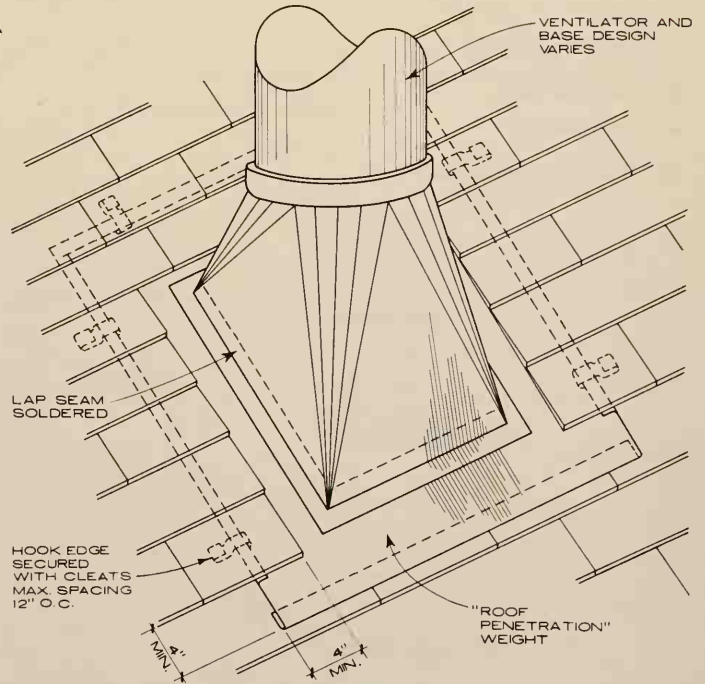 VENTILATOR AND
BASE DESIGN
VARIES
LAP SEAM
SOLDERED
HOOK EDGE
SECURED
WITH CLEATS
MAX. SPACING
12" O.C.
4"
MIN.
4"
MIN.
"ROOF
PENETRATION"
WEIGHT